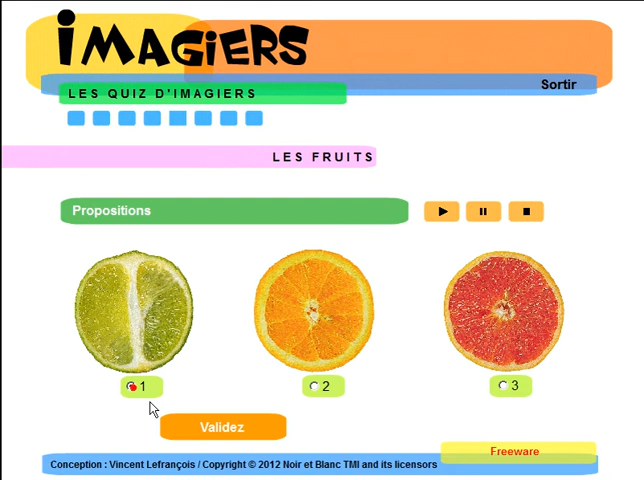 IMAGIERS
Sortir
LES QUIZ D'IMAGIERS
LES FRUITS
Propositions
1
2
3
Validez
Freeware
Conception : Vincent Lefrançois / Copyright © 2012 Noir et Blanc TMI and its licensors